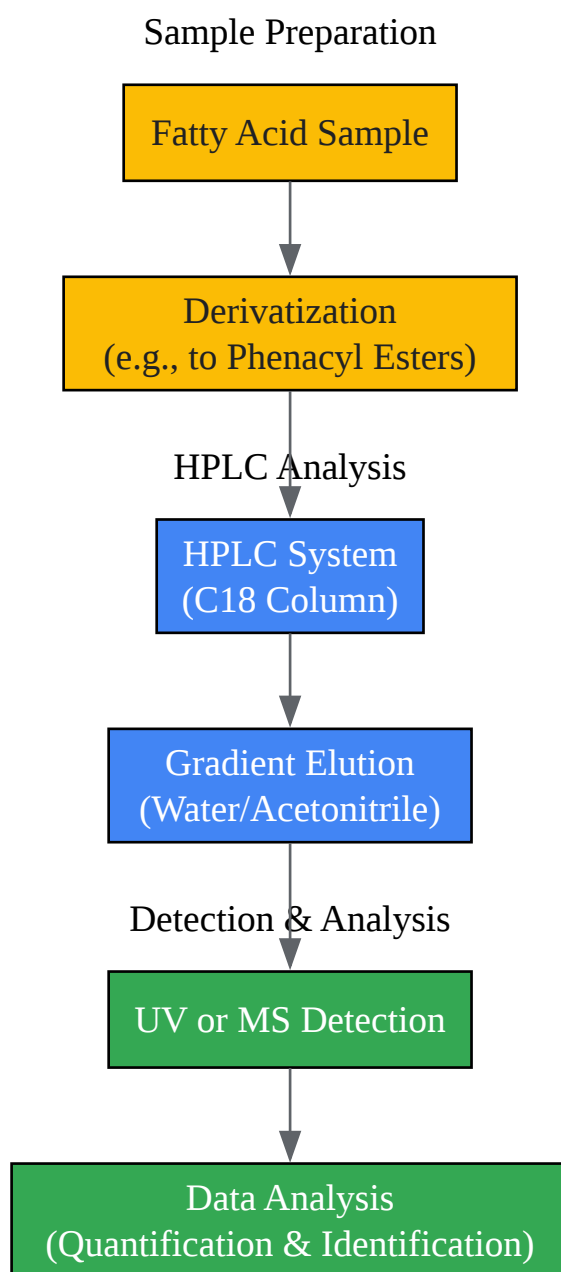 Sample Preparation
Fatty Acid Sample
Derivatization
(e.g., to Phenacyl Esters)
HPLC Analysis
HPLC System
(C18 Column)
Gradient Elution
(Water/Acetonitrile)
Detection & Analysis
UV or MS Detection
Data Analysis
(Quantification & Identification)